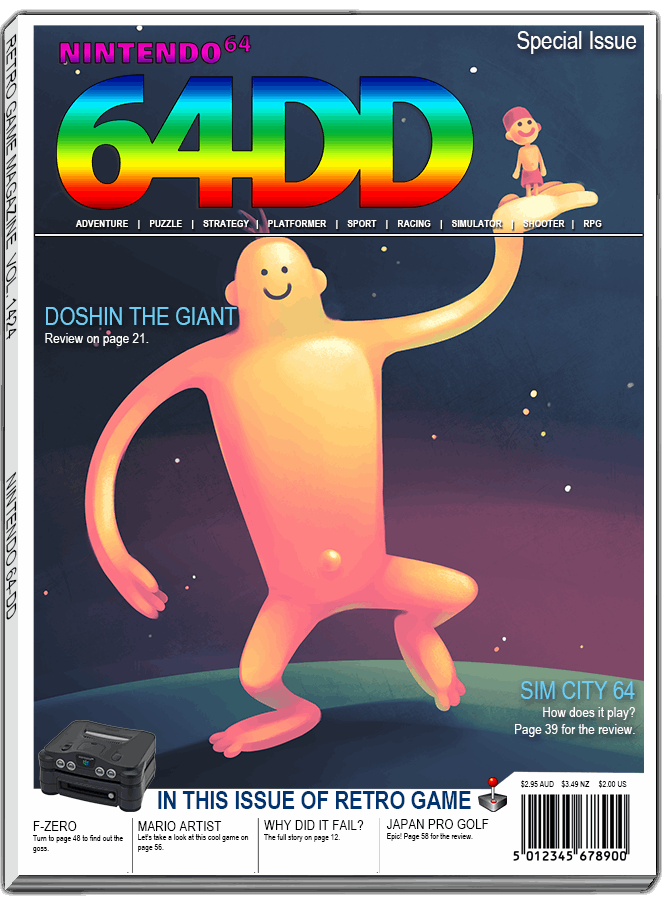 NINTENDO64
Special Issue
64DD
ADVENTURE | PUZZLE | STRATEGY | PLATFORMER | SPORT | RACING | SIMULATOR | SHOOTER | RPG
DOSHIN THE GIANT
Review on page 21.
RETRO GAME MAGAZINE VOL. 1424
NINTENDO 64-DD
SIM CITY 64
How does it play?
Page 39 for the review.
IN THIS ISSUE OF RETRO GAME
$2.95 AUD $3.49 NZ $2.00 US
F-ZERO
Turn to page 48 to find out the
goss.
MARIO ARTIST
Let's take a look at this cool game on
page 56.
WHY DID IT FAIL?
The full story on page 12.
JAPAN PRO GOLF
Epic! Page 58 for the review.
5 012345 678900